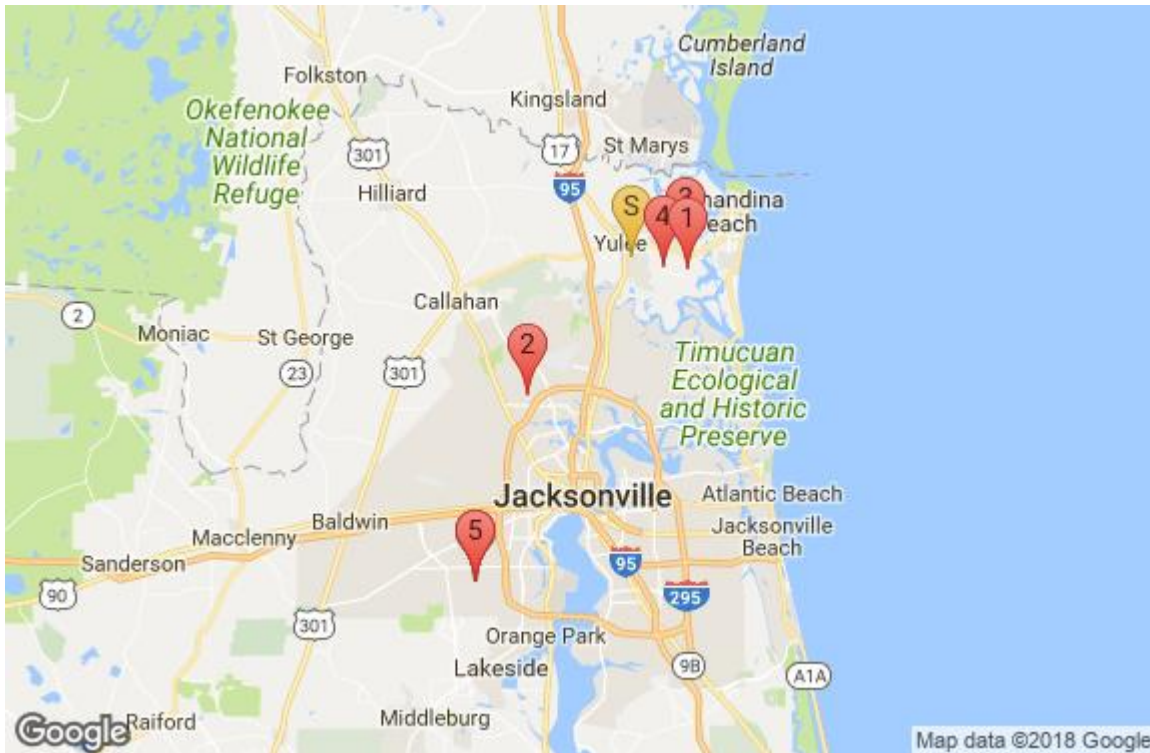 Cumberland
Island
Folkston
Kingsland
Okefenokee
National
Wildlife
Refuge
17
St Marys
301
95
Hilliard
S
3
4
1
Beach
Callahan
2
Moniac
St George
2
301
23
Timucuan
Ecological
and Historic
Preserve
Jacksonville
Atlantic Beach
Baldwin
5
Jacksonville
Beach
Macclenny
Sanderson
95
90
295
301
Orange Park
Lakeside
9B
A1A
Raiford
Middleburg
Google
Map data ©2018 Google